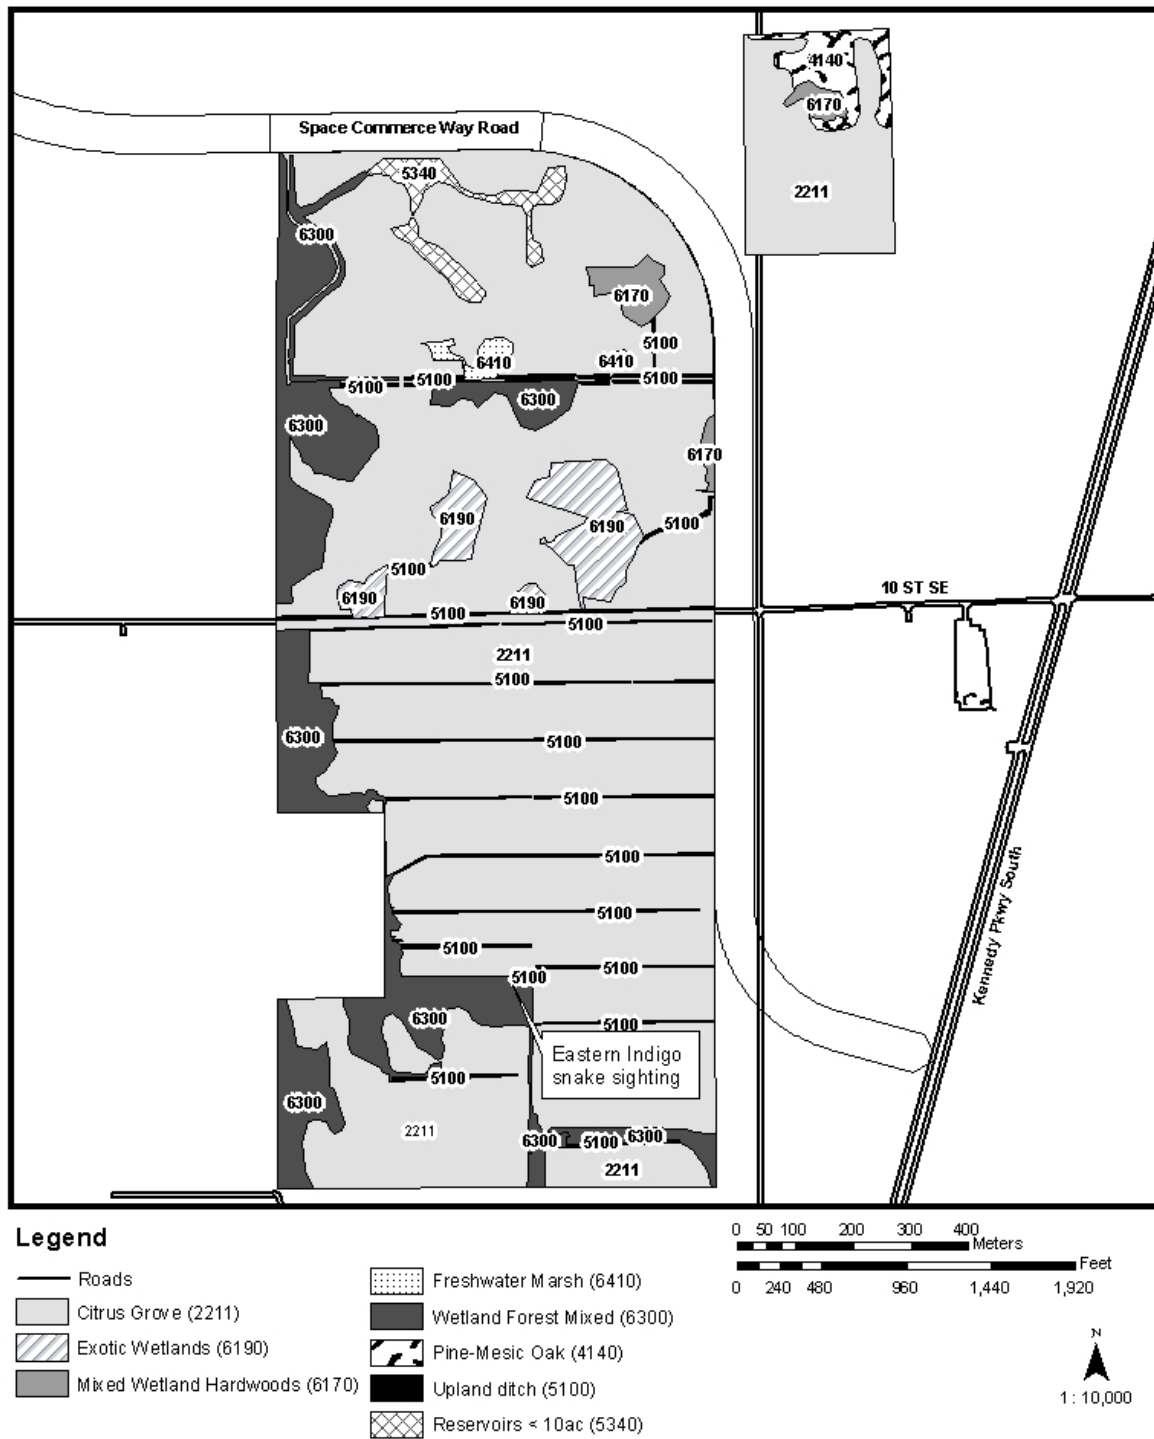 4140
6170
Space Commerce Way Road
5340
2211
6300
6170
5100
6410
6410
5100
5100
5100
6300
6300
6170
6190
6190
5100
5100
10 ST SE
6190
6190
5100
5100
2211
5100
6300
5100
5100
5100
Kennedy Pkwy South
5100
5100
5100
5100
6300
5100
Eastern Indigo
snake sighting
5100
6300
2211
6300
5100
6300
2211
Legend
Roads
Citrus Grove (2211)
Exotic Wetlands (6190)
Mixed Wetland Hardwoods (6170)
Freshwater Marsh (6410)
Wetland Forest Mixed (6300)
Pine-Mesic Oak (4140)
Upland ditch (5100)
Reservoirs < 10ac (5340)
0 50 100 200 300 400
Meters
Feet
0 240 480 960 1,440 1,920
N
1 : 10,000